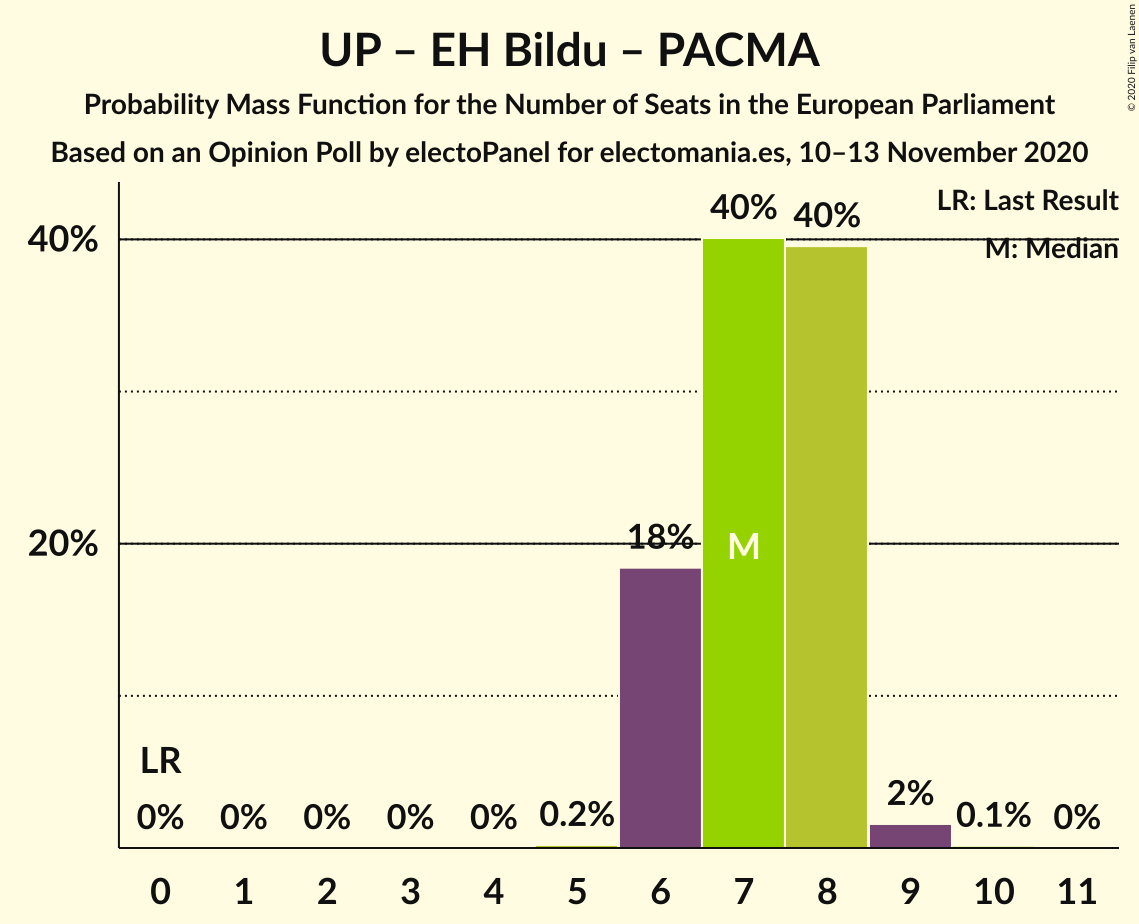 UP – EH Bildu – PACMA
Probability Mass Function for the Number of Seats in the European Parliament
Based on an Opinion Poll by electoPanel for electomania.es, 10–13 November 2020
© 2020 Filip van Laenen
LR: Last Result
M: Median
40%
20%
40%
40%
18%
M
LR
0%
0%
0%
0%
0%
0.2%
2%
0.1%
0%
0 1 2 3 4 5 6 7 8 9 10 11